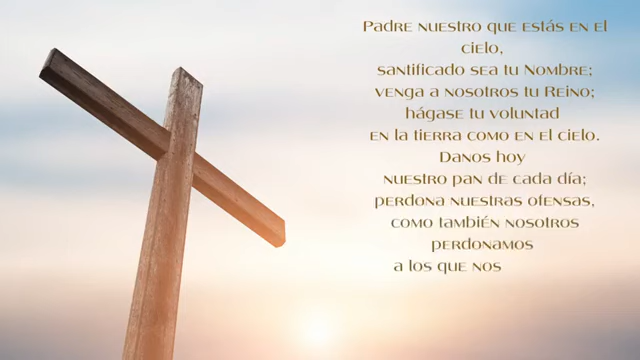 Padre nuestro que estás en el
cielo,
santificado sea tu Nombre;
venga a nosotros tu Reino;
hágase tu voluntad
en la tierra como en el cielo.
Danos hoy
nuestro pan de cada día;
perdona nuestras ofensas,
como también nosotros
perdonamos
a los que nos